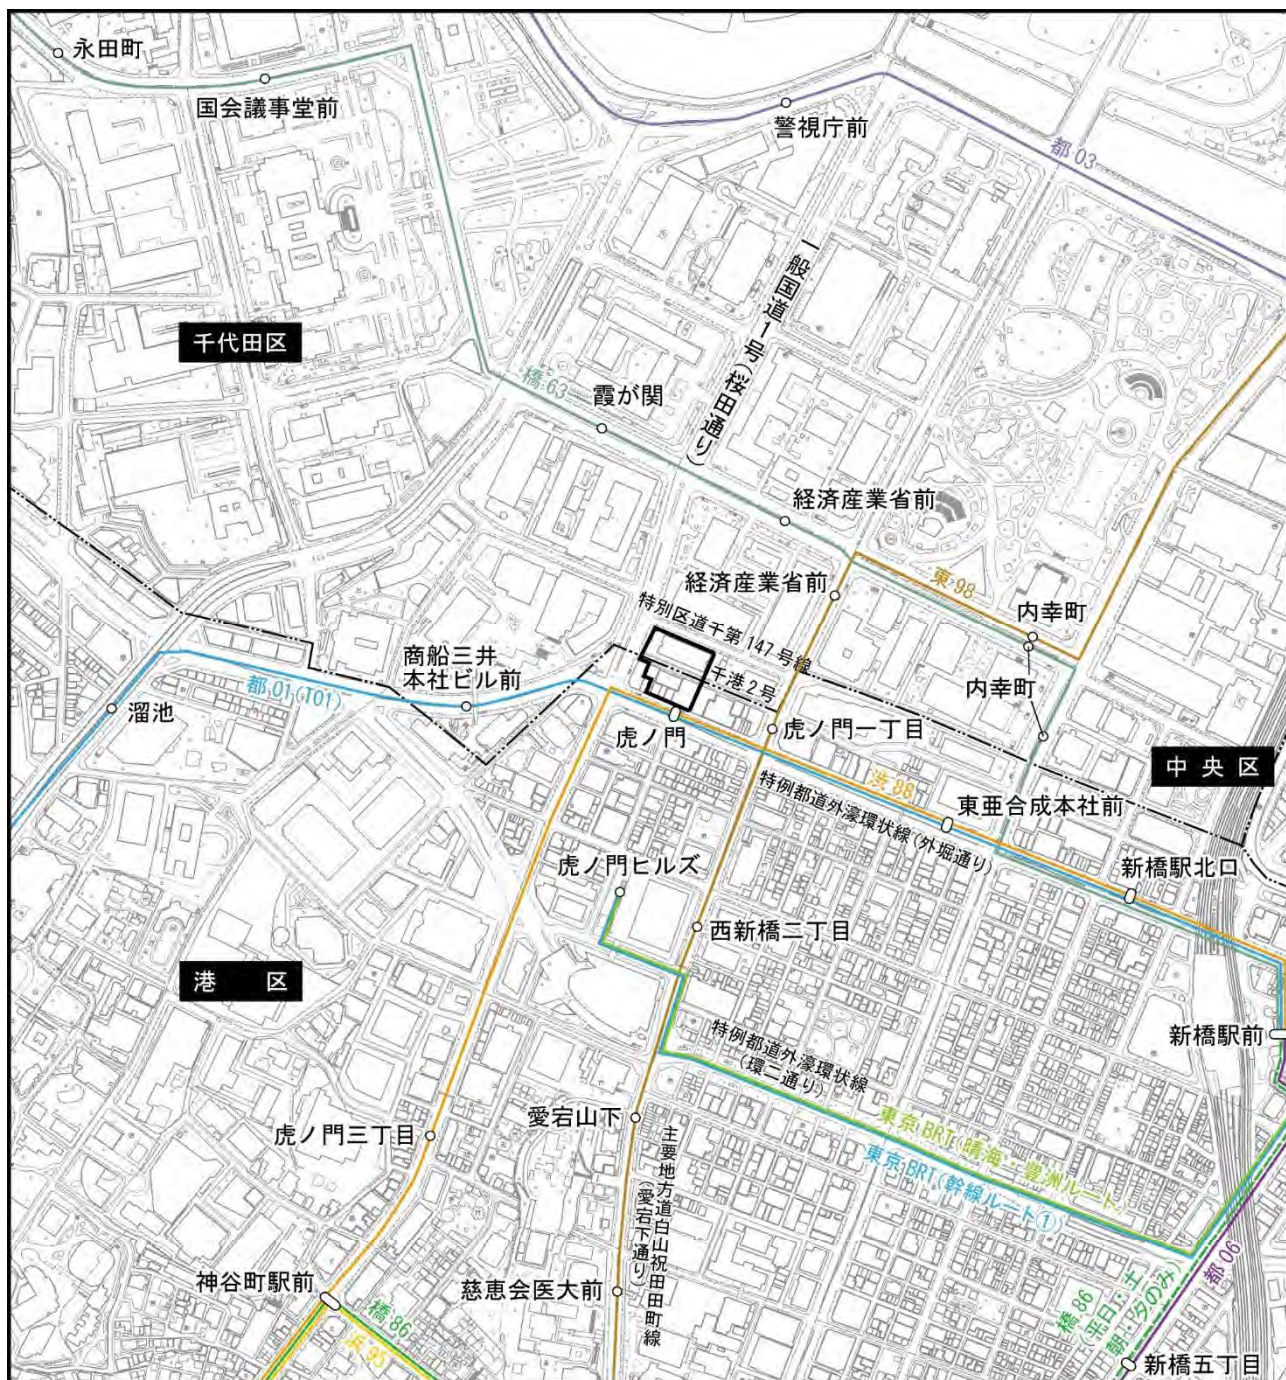 永田町
国会議事堂前
警視庁前
都03
一般国道1号(桜田通り)
千代田区
橋63
霞が関
経済産業省前
経済産業省前
東98
特別区道千第147号線
内幸町
千港2号
商船三井
本社ビル前
内幸町
都01(T01)
溜池
虎ノ門
虎ノ門一丁目
中央区
渋88
特例都道外濠環状線(外堀通り)
東亜合成本社前
新橋駅北口
虎ノ門ヒルズ
西新橋二丁目
港 区
新橋駅前
特例都道外濠環状線
(環二通り)
愛宕山下
虎ノ門三丁目
東京BRT(晴海・豊洲ルート)
東京BRT(幹線ルート①)
主要地方道白山祝田田町線
(愛宕下通り)
神谷町駅前
橋86
浜95
慈恵会医大前
橋86
平日・土
朝・夕のみ)
都06
新橋五丁目